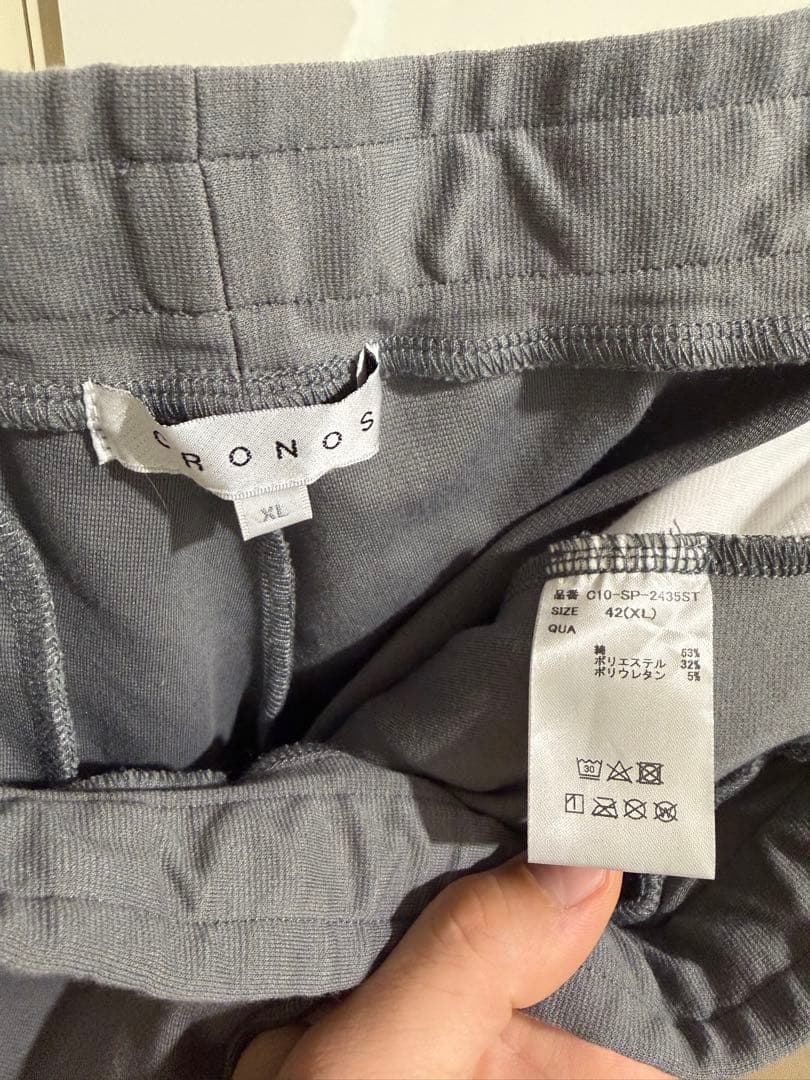 CRONOS
XL
品番 C10-SP-2435ST
SIZE 42(XL)
QUA
綿 63%
ポリエステル 32%
ポリウレタン 5%
30
W